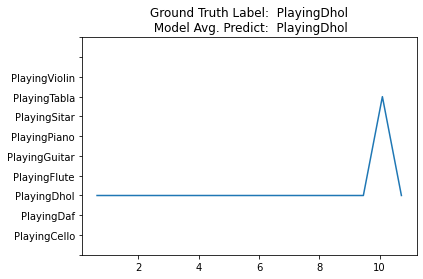 Ground Truth Label:  PlayingDhol
Model Avg. Predict:  PlayingDhol
PlayingViolin
PlayingTabla
PlayingSitar
PlayingPiano
PlayingGuitar
PlayingFlute
PlayingDhol
PlayingDaf
PlayingCello
2 4 6 8 10